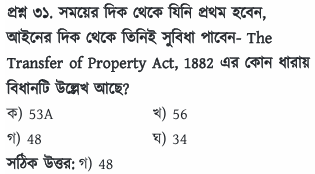 প্রশ্ন ৩১. সময়ের দিক থেকে যিনি প্রথম হবেন,
আইনের দিক থেকে তিনিই সুবিধা পাবেন- The
Transfer of Property Act, 1882 এর কোন ধারায়
বিধানটি উল্লেখ আছে?
ক) 53A খ) 56
গ) 48 ঘ) 34
সঠিক উত্তর: গ) 48